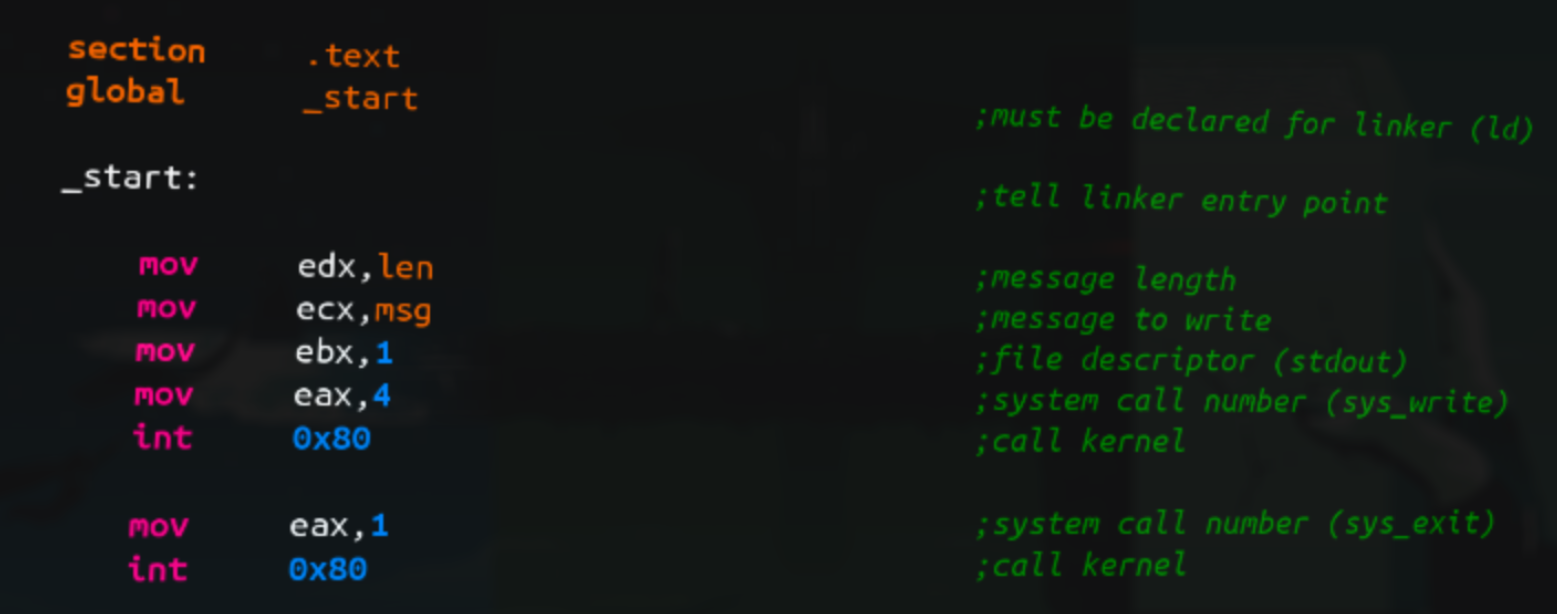 section .text
global _start ;must be declared for linker (ld)
_start: ;tell linker entry point
mov edx,len ;message length
mov ecx,msg ;message to write
mov ebx,1 ;file descriptor (stdout)
mov eax,4 ;system call number (sys_write)
int 0x80 ;call kernel
mov eax,1 ;system call number (sys_exit)
int 0x80 ;call kernel